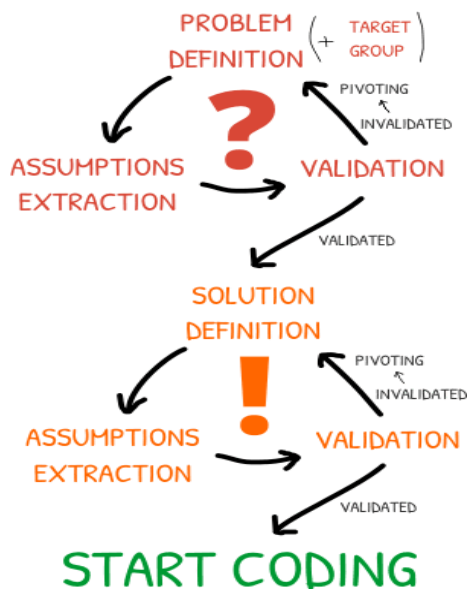 PROBLEM
DEFINITION
(+ TARGET
GROUP)
PIVOTING
INVALIDATED
?
ASSUMPTIONS
EXTRACTION
VALIDATION
VALIDATED
SOLUTION
DEFINITION
PIVOTING
INVALIDATED
!
ASSUMPTIONS
EXTRACTION
VALIDATION
VALIDATED
START CODING